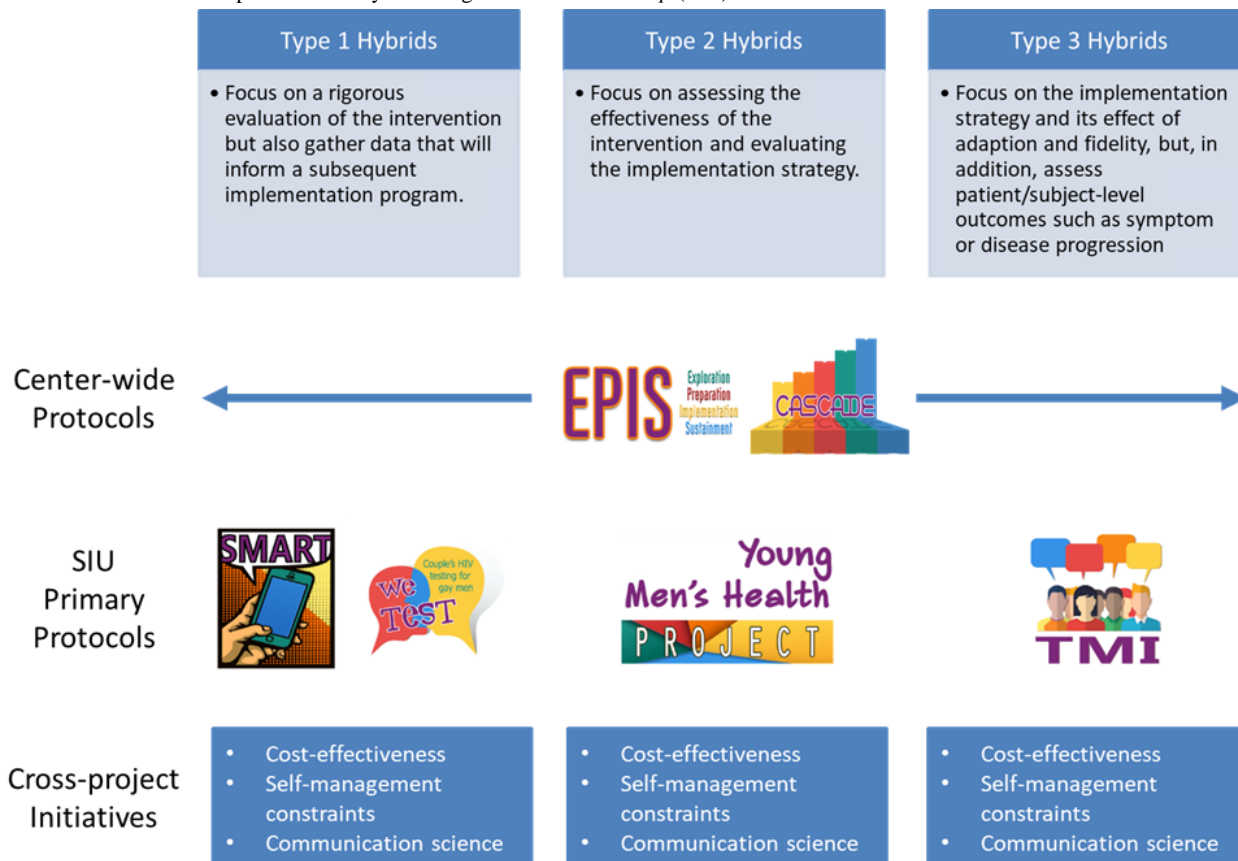 Type 1 Hybrids
• Focus on a rigorous
evaluation of the intervention
but also gather data that will
inform a subsequent
implementation program.
Type 2 Hybrids
• Focus on assessing the
effectiveness of the
intervention and evaluating
the implementation strategy.
Type 3 Hybrids
• Focus on the implementation
strategy and its effect of
adaption and fidelity, but, in
addition, assess
patient/subject-level
outcomes such as symptom
or disease progression
Center-wide
Protocols
EPIS
Exploration
Preparation
Implementation
Sustainment
CASCADE
SIU
Primary
Protocols
SMART
we
TEST
Couple's HIV
testing for
gay men
Young
Men's Health
PROJECT
TMI
Cross-project
Initiatives
• Cost-effectiveness
• Self-management
constraints
• Communication science
• Cost-effectiveness
• Self-management
constraints
• Communication science
• Cost-effectiveness
• Self-management
constraints
• Communication science